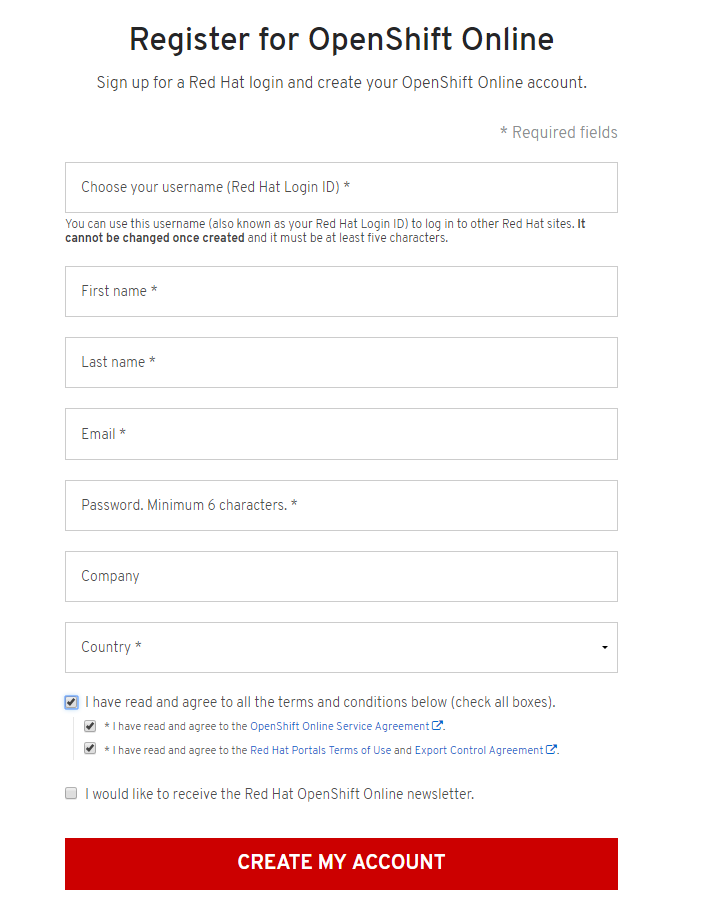 Register for OpenShift Online
Sign up for a Red Hat login and create your OpenShift Online account.
* Required fields
Choose your username (Red Hat Login ID) *
You can use this username (also known as your Red Hat Login ID) to log in to other Red Hat sites. It
cannot be changed once created and it must be at least five characters.
First name *
Last name *
Email *
Password. Minimum 6 characters. *
Company
Country *
I have read and agree to all the terms and conditions below (check all boxes).
* I have read and agree to the OpenShift Online Service Agreement.
* I have read and agree to the Red Hat Portals Terms of Use and Export Control Agreement.
I would like to receive the Red Hat OpenShift Online newsletter.
CREATE MY ACCOUNT